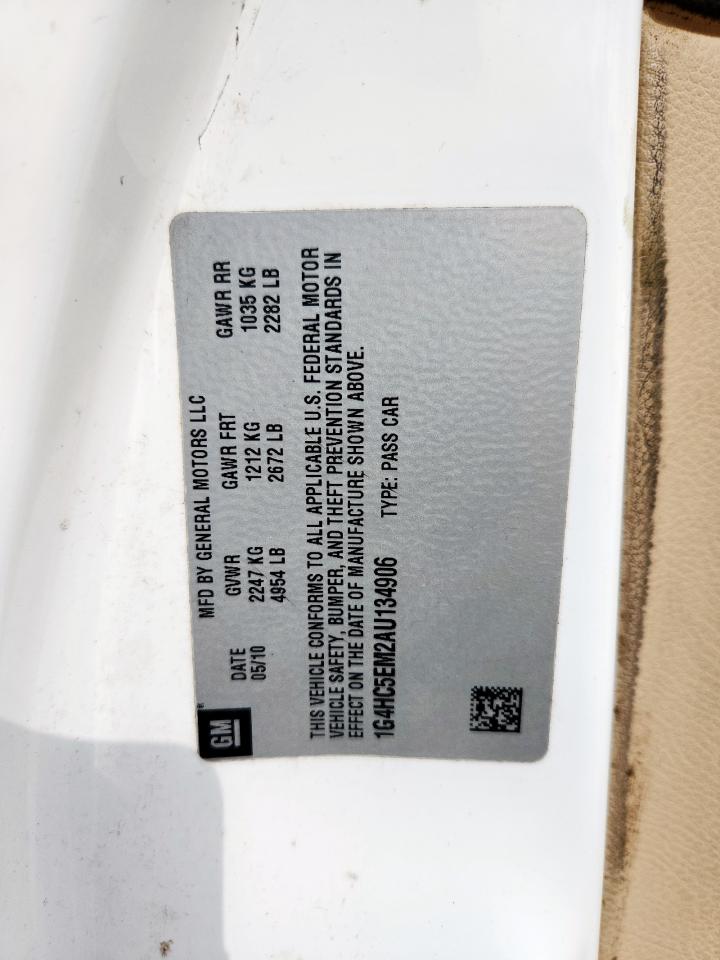 GM ®
MFD BY GENERAL MOTORS LLC
DATE GVWR GAWR FRT GAWR RR
05/10 2247 KG 1212 KG 1035 KG
4954 LB 2672 LB 2282 LB
THIS VEHICLE CONFORMS TO ALL APPLICABLE U.S. FEDERAL MOTOR
VEHICLE SAFETY, BUMPER, AND THEFT PREVENTION STANDARDS IN
EFFECT ON THE DATE OF MANUFACTURE SHOWN ABOVE.
1G4HC5EM2AU134906 TYPE: PASS CAR